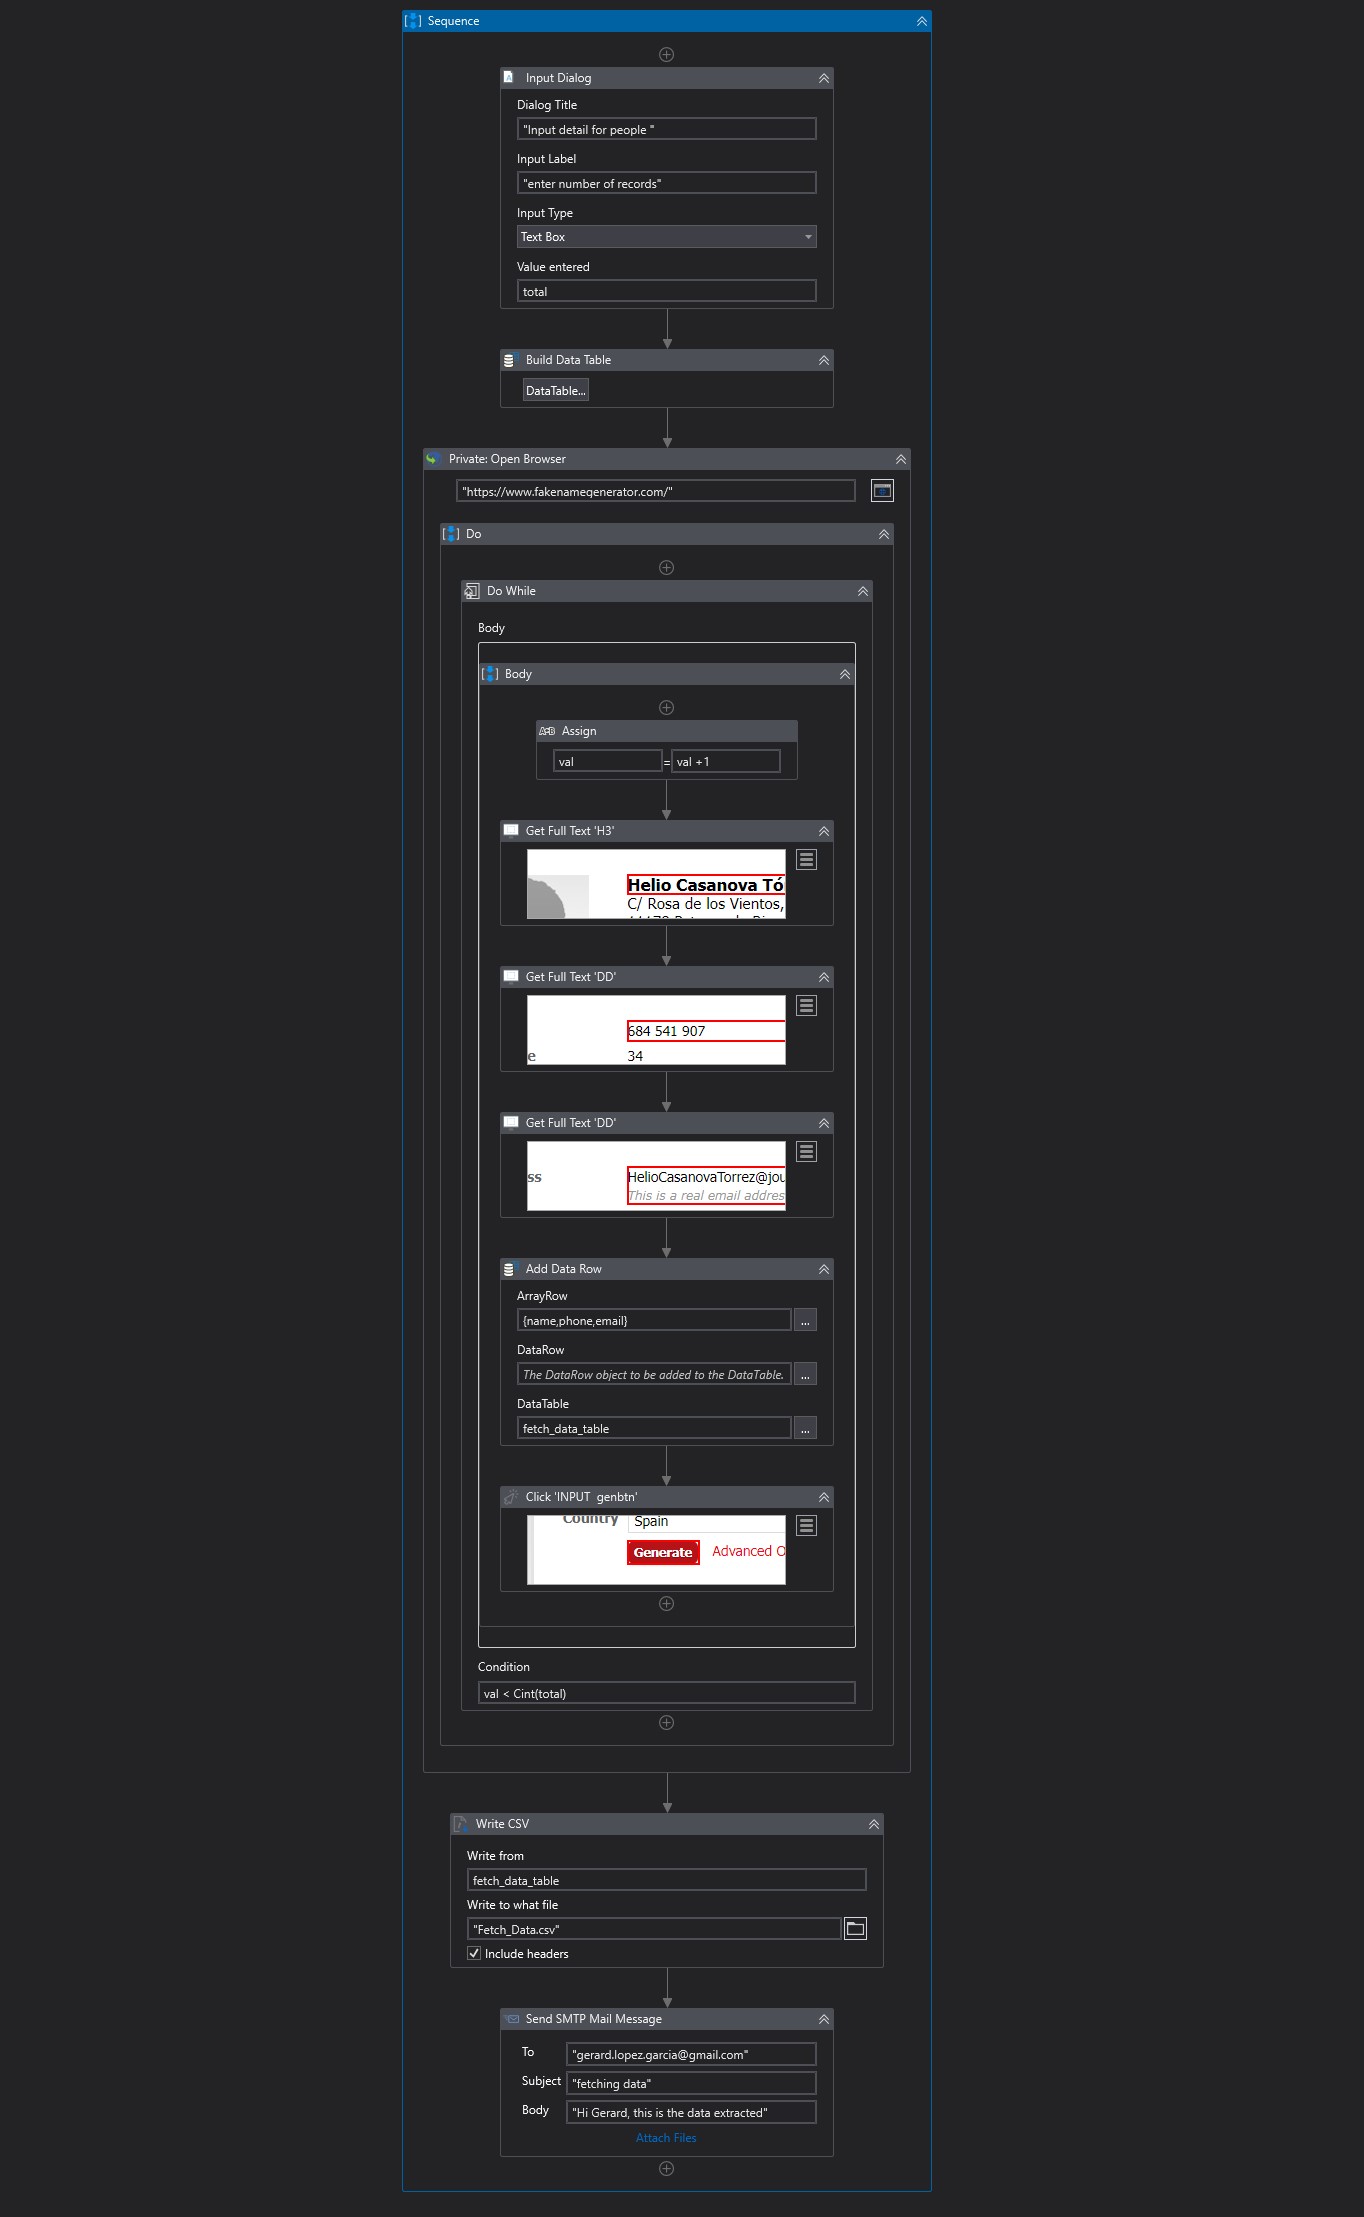 Sequence
Input Dialog
Dialog Title
"Input detail for people "
Input Label
"enter number of records"
Input Type
Text Box
Value entered
total
Build Data Table
DataTable...
Private: Open Browser
"https://www.fakenamegenerator.com/"
Do
Do While
Body
Body
A=B Assign
val = val +1
Get Full Text 'H3'
Helio Casanova Tó
C/ Rosa de los Vientos,
Get Full Text 'DD'
684 541 907
e 34
Get Full Text 'DD'
ss HelioCasanovaTorrez@jou
This is a real email addres
Add Data Row
ArrayRow
{name,phone,email} ...
DataRow
The DataRow object to be added to the DataTable. ...
DataTable
fetch_data_table ...
Click 'INPUT genbtn'
Country Spain
Generate Advanced O
Condition
val < Cint(total)
Write CSV
Write from
fetch_data_table
Write to what file
"Fetch_Data.csv"
Include headers
Send SMTP Mail Message
To "gerard.lopez.garcia@gmail.com"
Subject "fetching data"
Body "Hi Gerard, this is the data extracted"
Attach Files